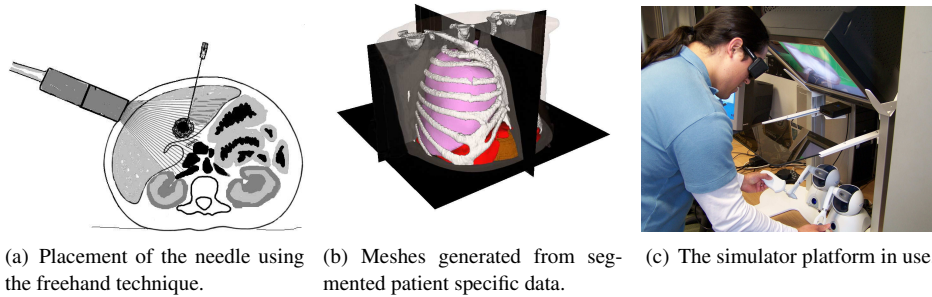 (a) Placement of the needle using
the freehand technique.
(b) Meshes generated from seg-
mented patient specific data.
(c) The simulator platform in use